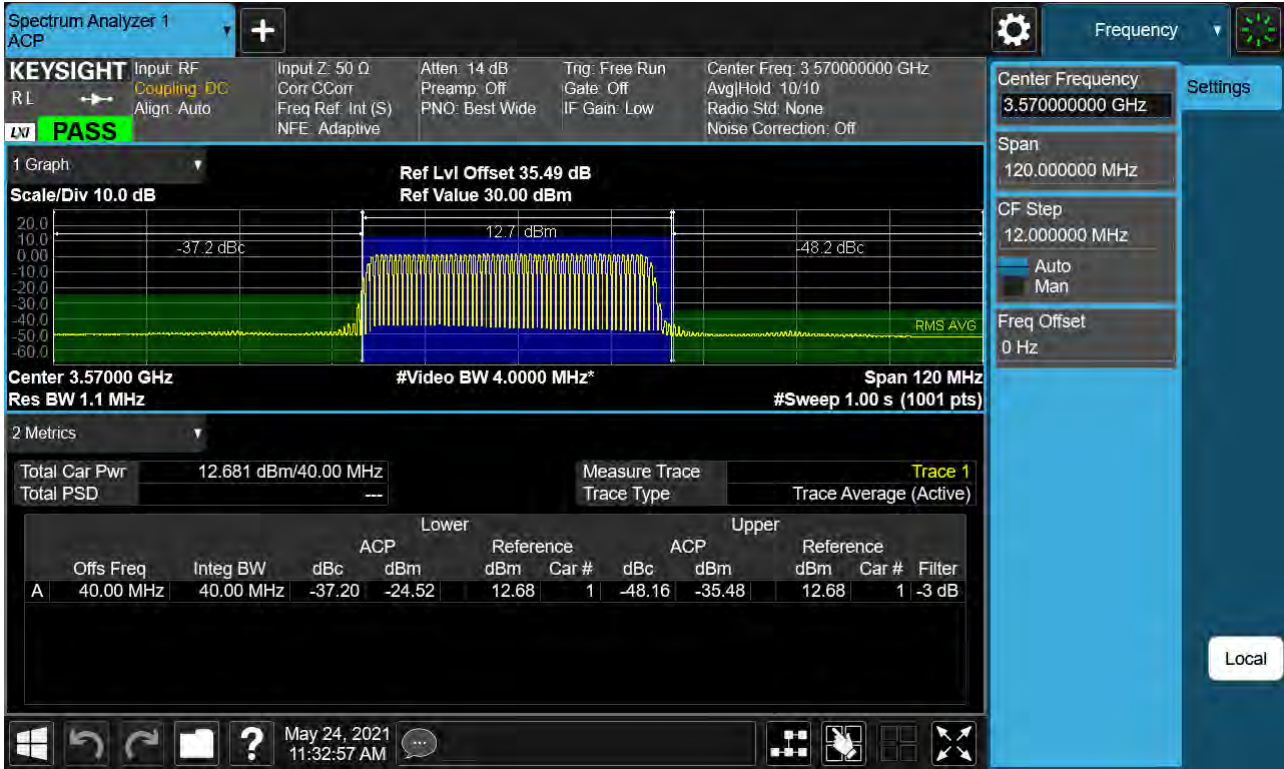 Spectrum Analyzer 1
ACP
Frequency
KEYSIGHT
RL
LXI PASS
Input: RF
Coupling: DC
Align: Auto
Input Z: 50 Ω
Corr CCorr
Freq Ref: Int (S)
NFE: Adaptive
Atten: 14 dB
Preamp: Off
PNO: Best Wide
Trig: Free Run
Gate: Off
IF Gain: Low
Center Freq: 3.570000000 GHz
Avg|Hold: 10/10
Radio Std: None
Noise Correction: Off
1 Graph
Scale/Div 10.0 dB
Ref Lvl Offset 35.49 dB
Ref Value 30.00 dBm
20.0
10.0
0.00
-10.0
-20.0
-30.0
-40.0
-50.0
-60.0
-37.2 dBc
12.7 dBm
-48.2 dBc
RMS AVG
Center 3.57000 GHz
#Video BW 4.0000 MHz*
Span 120 MHz
Res BW 1.1 MHz
#Sweep 1.00 s (1001 pts)
2 Metrics
Total Car Pwr 12.681 dBm/40.00 MHz
Total PSD ---
Measure Trace Trace 1
Trace Type Trace Average (Active)
Lower Upper
ACP Reference ACP Reference
Offs Freq Integ BW dBc dBm dBm Car # dBc dBm dBm Car # Filter
A 40.00 MHz 40.00 MHz -37.20 -24.52 12.68 1 -48.16 -35.48 12.68 1 -3 dB
May 24, 2021
11:32:57 AM
Center Frequency
3.570000000 GHz
Span
120.000000 MHz
CF Step
12.000000 MHz
Auto
Man
Freq Offset
0 Hz
Settings
Local